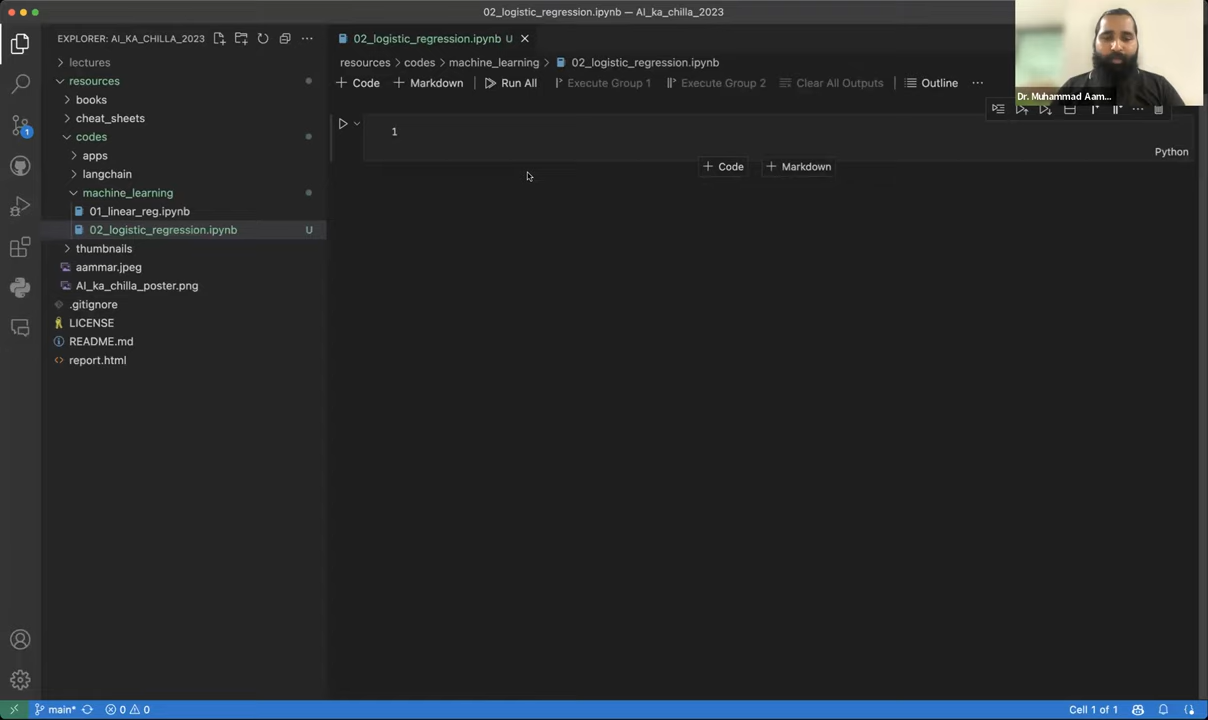 02_logistic_regression.ipynb — AI_ka_chilla_2023
EXPLORER: AI_KA_CHILLA_2023
lectures
resources
books
cheat_sheets
codes
apps
langchain
machine_learning
01_linear_reg.ipynb
02_logistic_regression.ipynb U
thumbnails
aammar.jpeg
AI_ka_chilla_poster.png
.gitignore
LICENSE
README.md
report.html
1
02_logistic_regression.ipynb U
resources > codes > machine_learning > 02_logistic_regression.ipynb
+ Code + Markdown Run All Execute Group 1 Execute Group 2 Clear All Outputs Outline ...
1
Python
+ Code + Markdown
Dr. Muhammad Aam...
main* 0 0
Cell 1 of 1